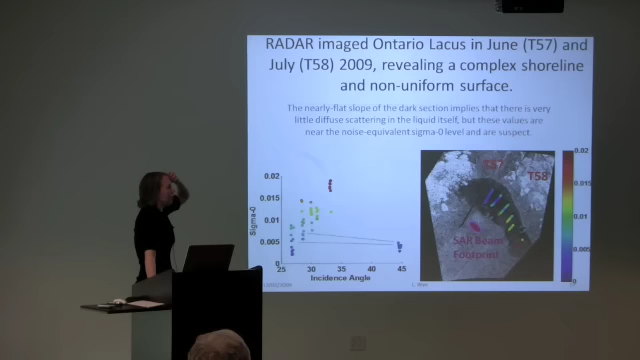 RADAR imaged Ontario Lacus in June (T57) and
July (T58) 2009, revealing a complex shoreline
and non-uniform surface.
The nearly-flat slope of the dark section implies that there is very
little diffuse scattering in the liquid itself, but these values are
near the noise-equivalent sigma-0 level and are suspect.
0.02
0.015
0.01
0.005
0
Sigma-0
25 30 35 40 45
Incidence Angle
T57
T58
SAR Beam
Footprint
0.02
0.015
0.01
0.005
0